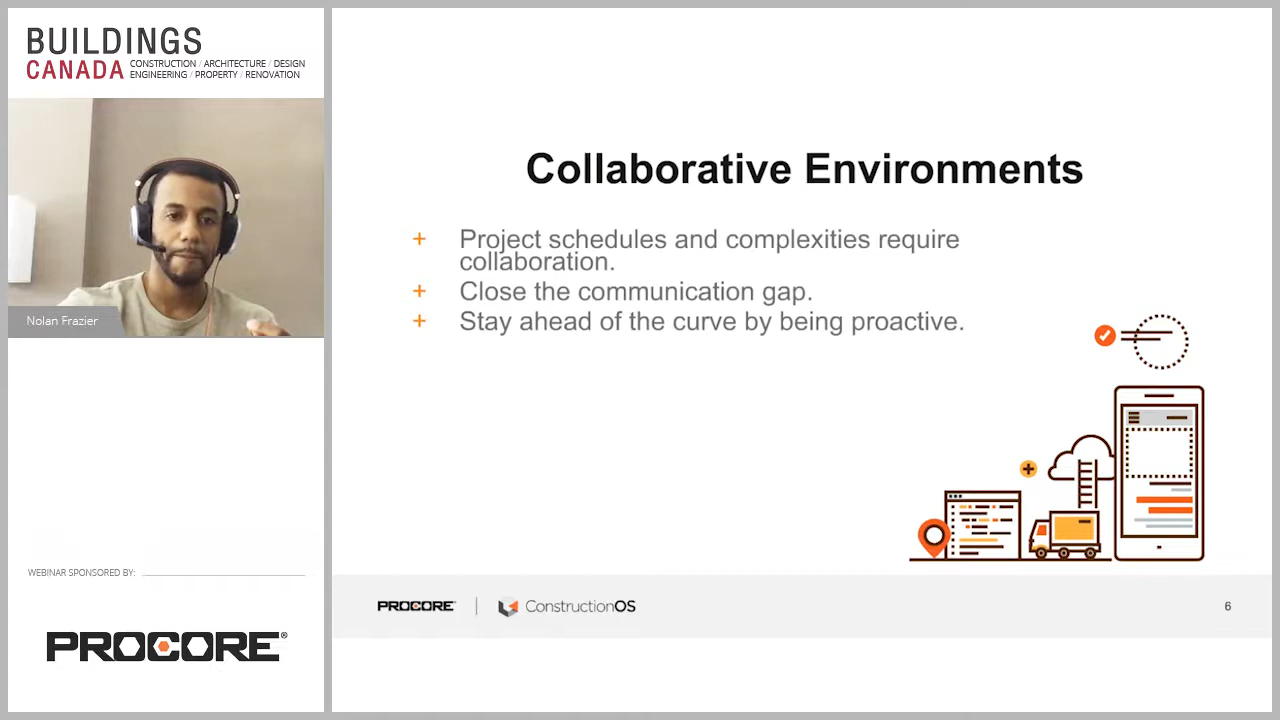 BUILDINGS
CANADA CONSTRUCTION / ARCHITECTURE / DESIGN
ENGINEERING / PROPERTY / RENOVATION
Nolan Frazier
WEBINAR SPONSORED BY:
PROCORE®
Collaborative Environments
+ Project schedules and complexities require
collaboration.
+ Close the communication gap.
+ Stay ahead of the curve by being proactive.
PROCORE | ConstructionOS
6